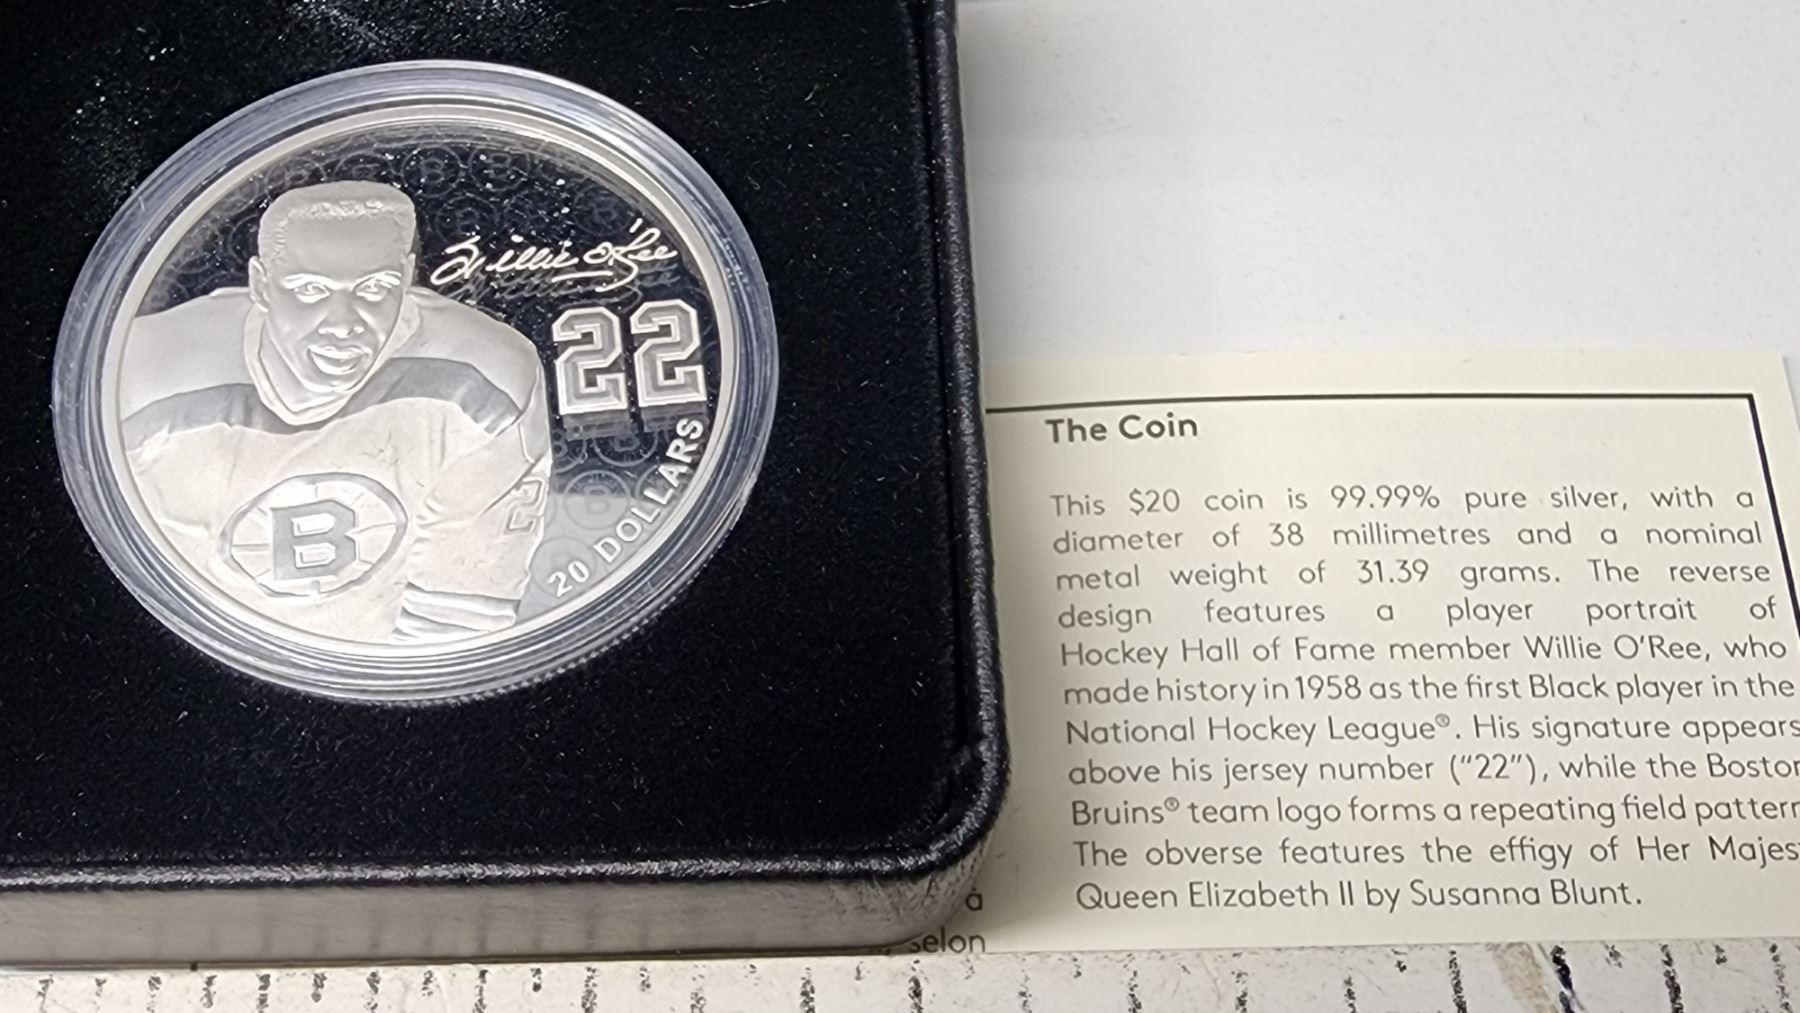 Willie O'Ree
22
20 DOLLARS
B
22
The Coin
This $20 coin is 99.99% pure silver, with a
diameter of 38 millimetres and a nominal
metal weight of 31.39 grams. The reverse
design features a player portrait of
Hockey Hall of Fame member Willie O'Ree, who
made history in 1958 as the first Black player in the
National Hockey League®. His signature appears
above his jersey number ("22"), while the Boston
Bruins® team logo forms a repeating field pattern
The obverse features the effigy of Her Majes
Queen Elizabeth II by Susanna Blunt.
à
selon